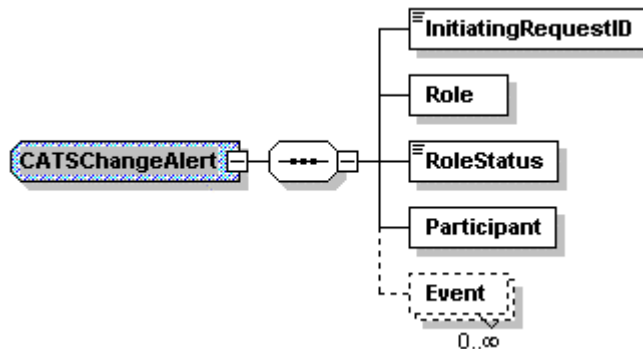 InitiatingRequestID
Role
CATSChangeAlert
RoleStatus
Participant
Event
0..∞